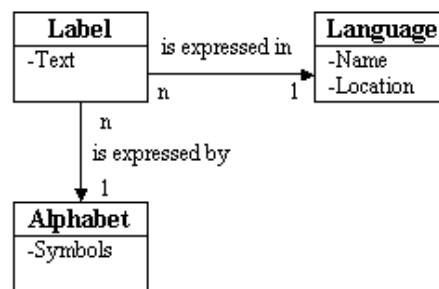 Label
-Text
is expressed in
n
1
Language
-Name
-Location
n
is expressed by
1
Alphabet
-Symbols